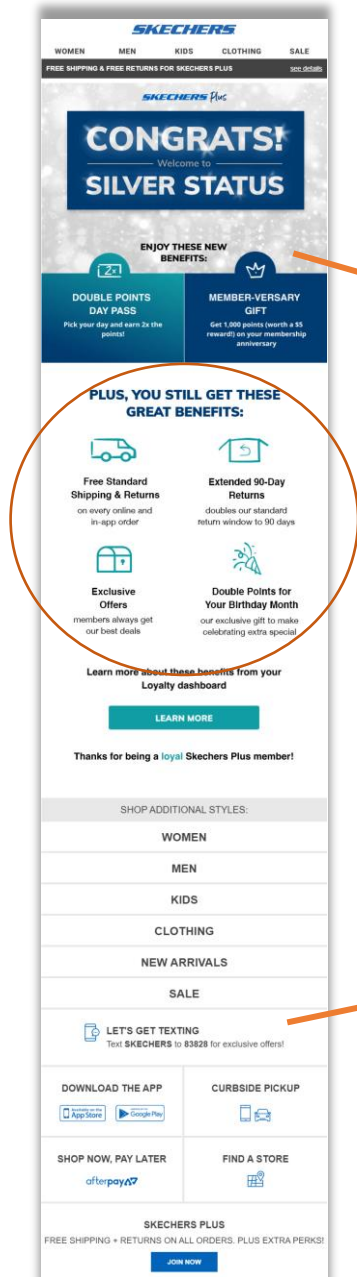 SKECHERS
WOMEN MEN KIDS CLOTHING SALE
FREE SHIPPING & FREE RETURNS FOR SKECHERS PLUS see details
SKECHERS Plus
CONGRATS!
Welcome to
SILVER STATUS
ENJOY THESE NEW
BENEFITS:
2x
DOUBLE POINTS
DAY PASS
Pick your day and earn 2x the
points!
MEMBER-VERSARY
GIFT
Get 1,000 points (worth a $5
reward!) on your membership
anniversary
PLUS, YOU STILL GET THESE
GREAT BENEFITS:
Free Standard
Shipping & Returns
on every online and
in-app order
Extended 90-Day
Returns
doubles our standard
return window to 90 days
Exclusive
Offers
members always get
our best deals
Double Points for
Your Birthday Month
our exclusive gift to make
celebrating extra special
Learn more about these benefits from your
Loyalty dashboard
LEARN MORE
Thanks for being a loyal Skechers Plus member!
SHOP ADDITIONAL STYLES:
WOMEN
MEN
KIDS
CLOTHING
NEW ARRIVALS
SALE
LET'S GET TEXTING
Text SKECHERS to 83828 for exclusive offers!
DOWNLOAD THE APP
Available on the
App Store
Google Play
CURBSIDE PICKUP
SHOP NOW, PAY LATER
afterpay
FIND A STORE
SKECHERS PLUS
FREE SHIPPING + RETURNS ON ALL ORDERS. PLUS EXTRA PERKS!
JOIN NOW